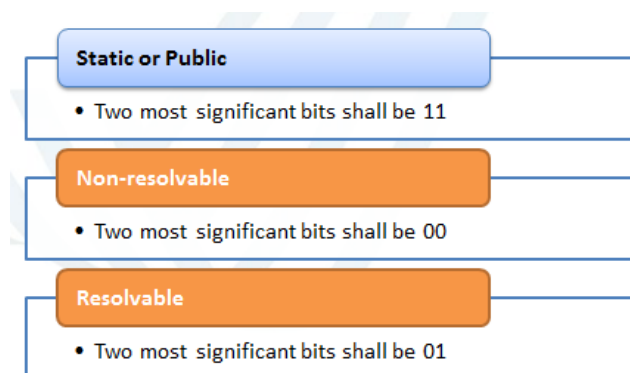 Static or Public
• Two most significant bits shall be 11
Non-resolvable
• Two most significant bits shall be 00
Resolvable
• Two most significant bits shall be 01